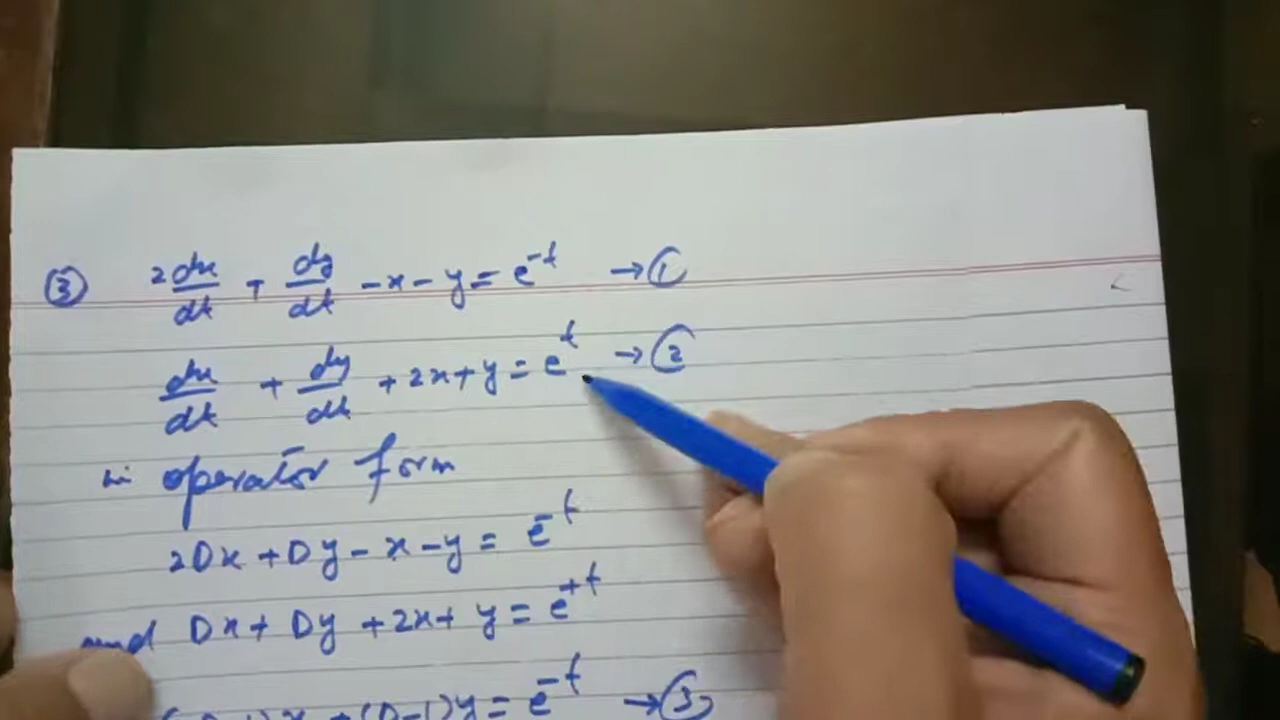 ③ 2dx/dt + dy/dt - x - y = e^-t → ①
dx/dt + dy/dt + 2x + y = e^t → ②
in operator form
2Dx + Dy - x - y = e^-t
and Dx + Dy + 2x + y = e^+t
-1)x + (D-1)y = e^-t → ③